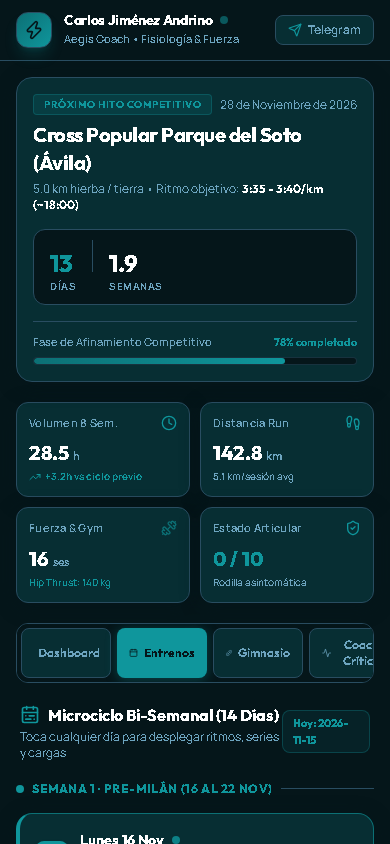 Carlos Jiménez Andrino
Aegis Coach • Fisiología & Fuerza
Telegram
PRÓXIMO HITO COMPETITIVO
28 de Noviembre de 2026
Cross Popular Parque del Soto
(Ávila)
5.0 km hierba / tierra • Ritmo objetivo: 3:35 - 3:40/km
(~18:00)
13
DÍAS
1.9
SEMANAS
Fase de Afinamiento Competitivo
78% completado
Volumen 8 Sem.
28.5 h
+3.2h vs ciclo previo
Distancia Run
142.8 km
5.1 km/sesión avg
Fuerza & Gym
16 ses
Hip Thrust: 140 kg
Estado Articular
0 / 10
Rodilla asintomática
Dashboard
Entrenos
Gimnasio
Coac
Crític
Microciclo Bi-Semanal (14 Días)
Toca cualquier día para desplegar ritmos, series
y cargas
Hoy: 2026-
11-15
SEMANA 1 · PRE-MILÁN (16 AL 22 NOV)
Lunes 16 Nov